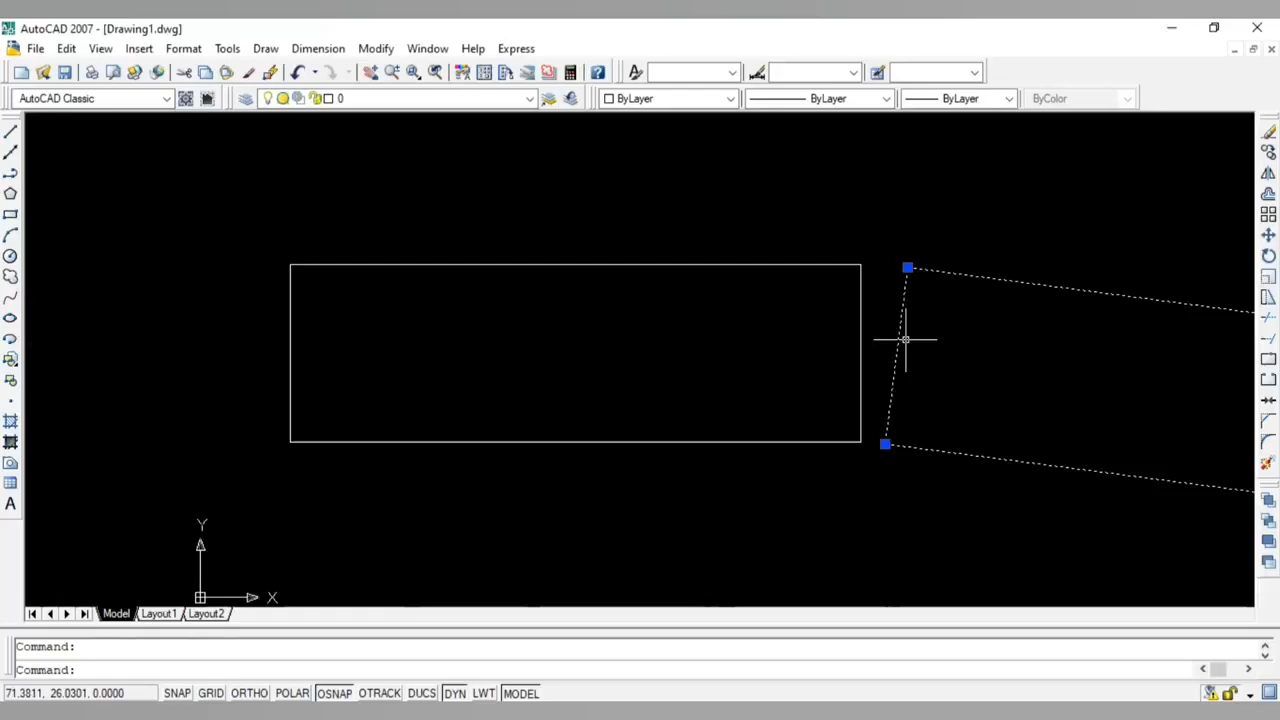 AutoCAD 2007 - [Drawing1.dwg]
File Edit View Insert Format Tools Draw Dimension Modify Window Help Express
AutoCAD Classic 0 ByLayer ByLayer ByLayer ByColor
A
Y
X
Model Layout1 Layout2
Command:
Command:
71.3811, 26.0301, 0.0000 SNAP GRID ORTHO POLAR OSNAP OTRACK DUCS DYN LWT MODEL